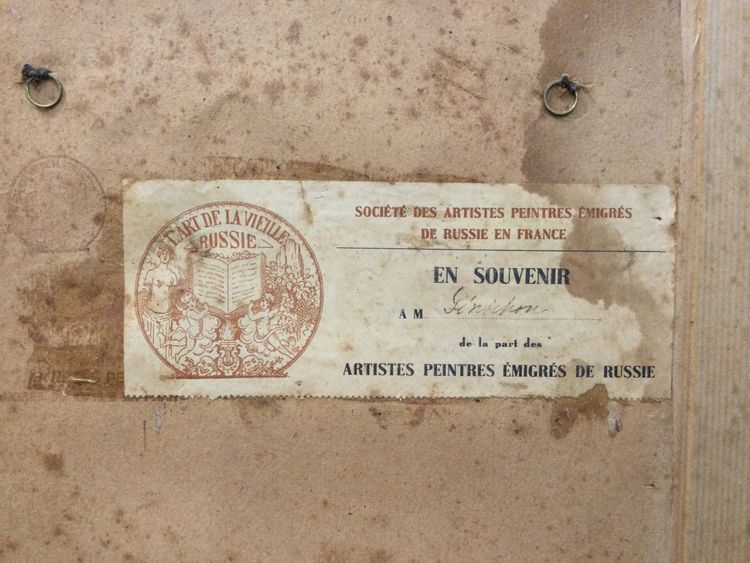 L'ART DE LA VIEILLE
RUSSIE
SOCIÉTÉ DES ARTISTES PEINTRES ÉMIGRÉS
DE RUSSIE EN FRANCE
EN SOUVENIR
A M
de la part des
ARTISTES PEINTRES ÉMIGRÉS DE RUSSIE